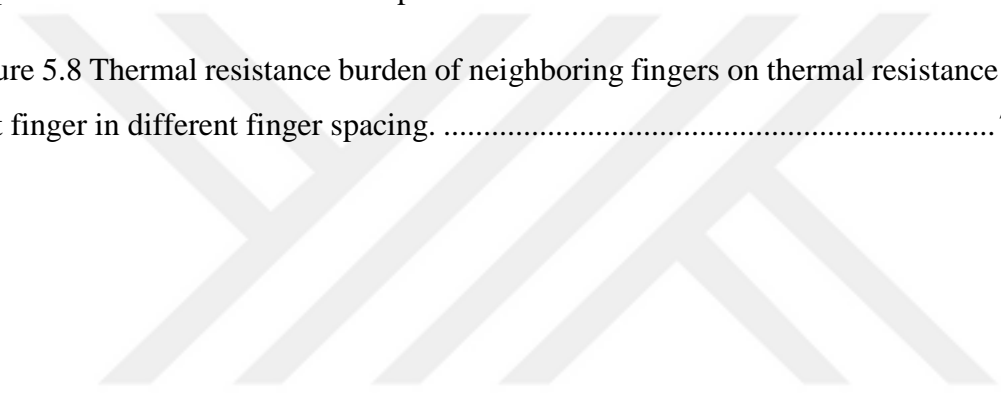 ure 5.8 Thermal resistance burden of neighboring fingers on thermal resistance
t finger in different finger spacing. ......................................................................